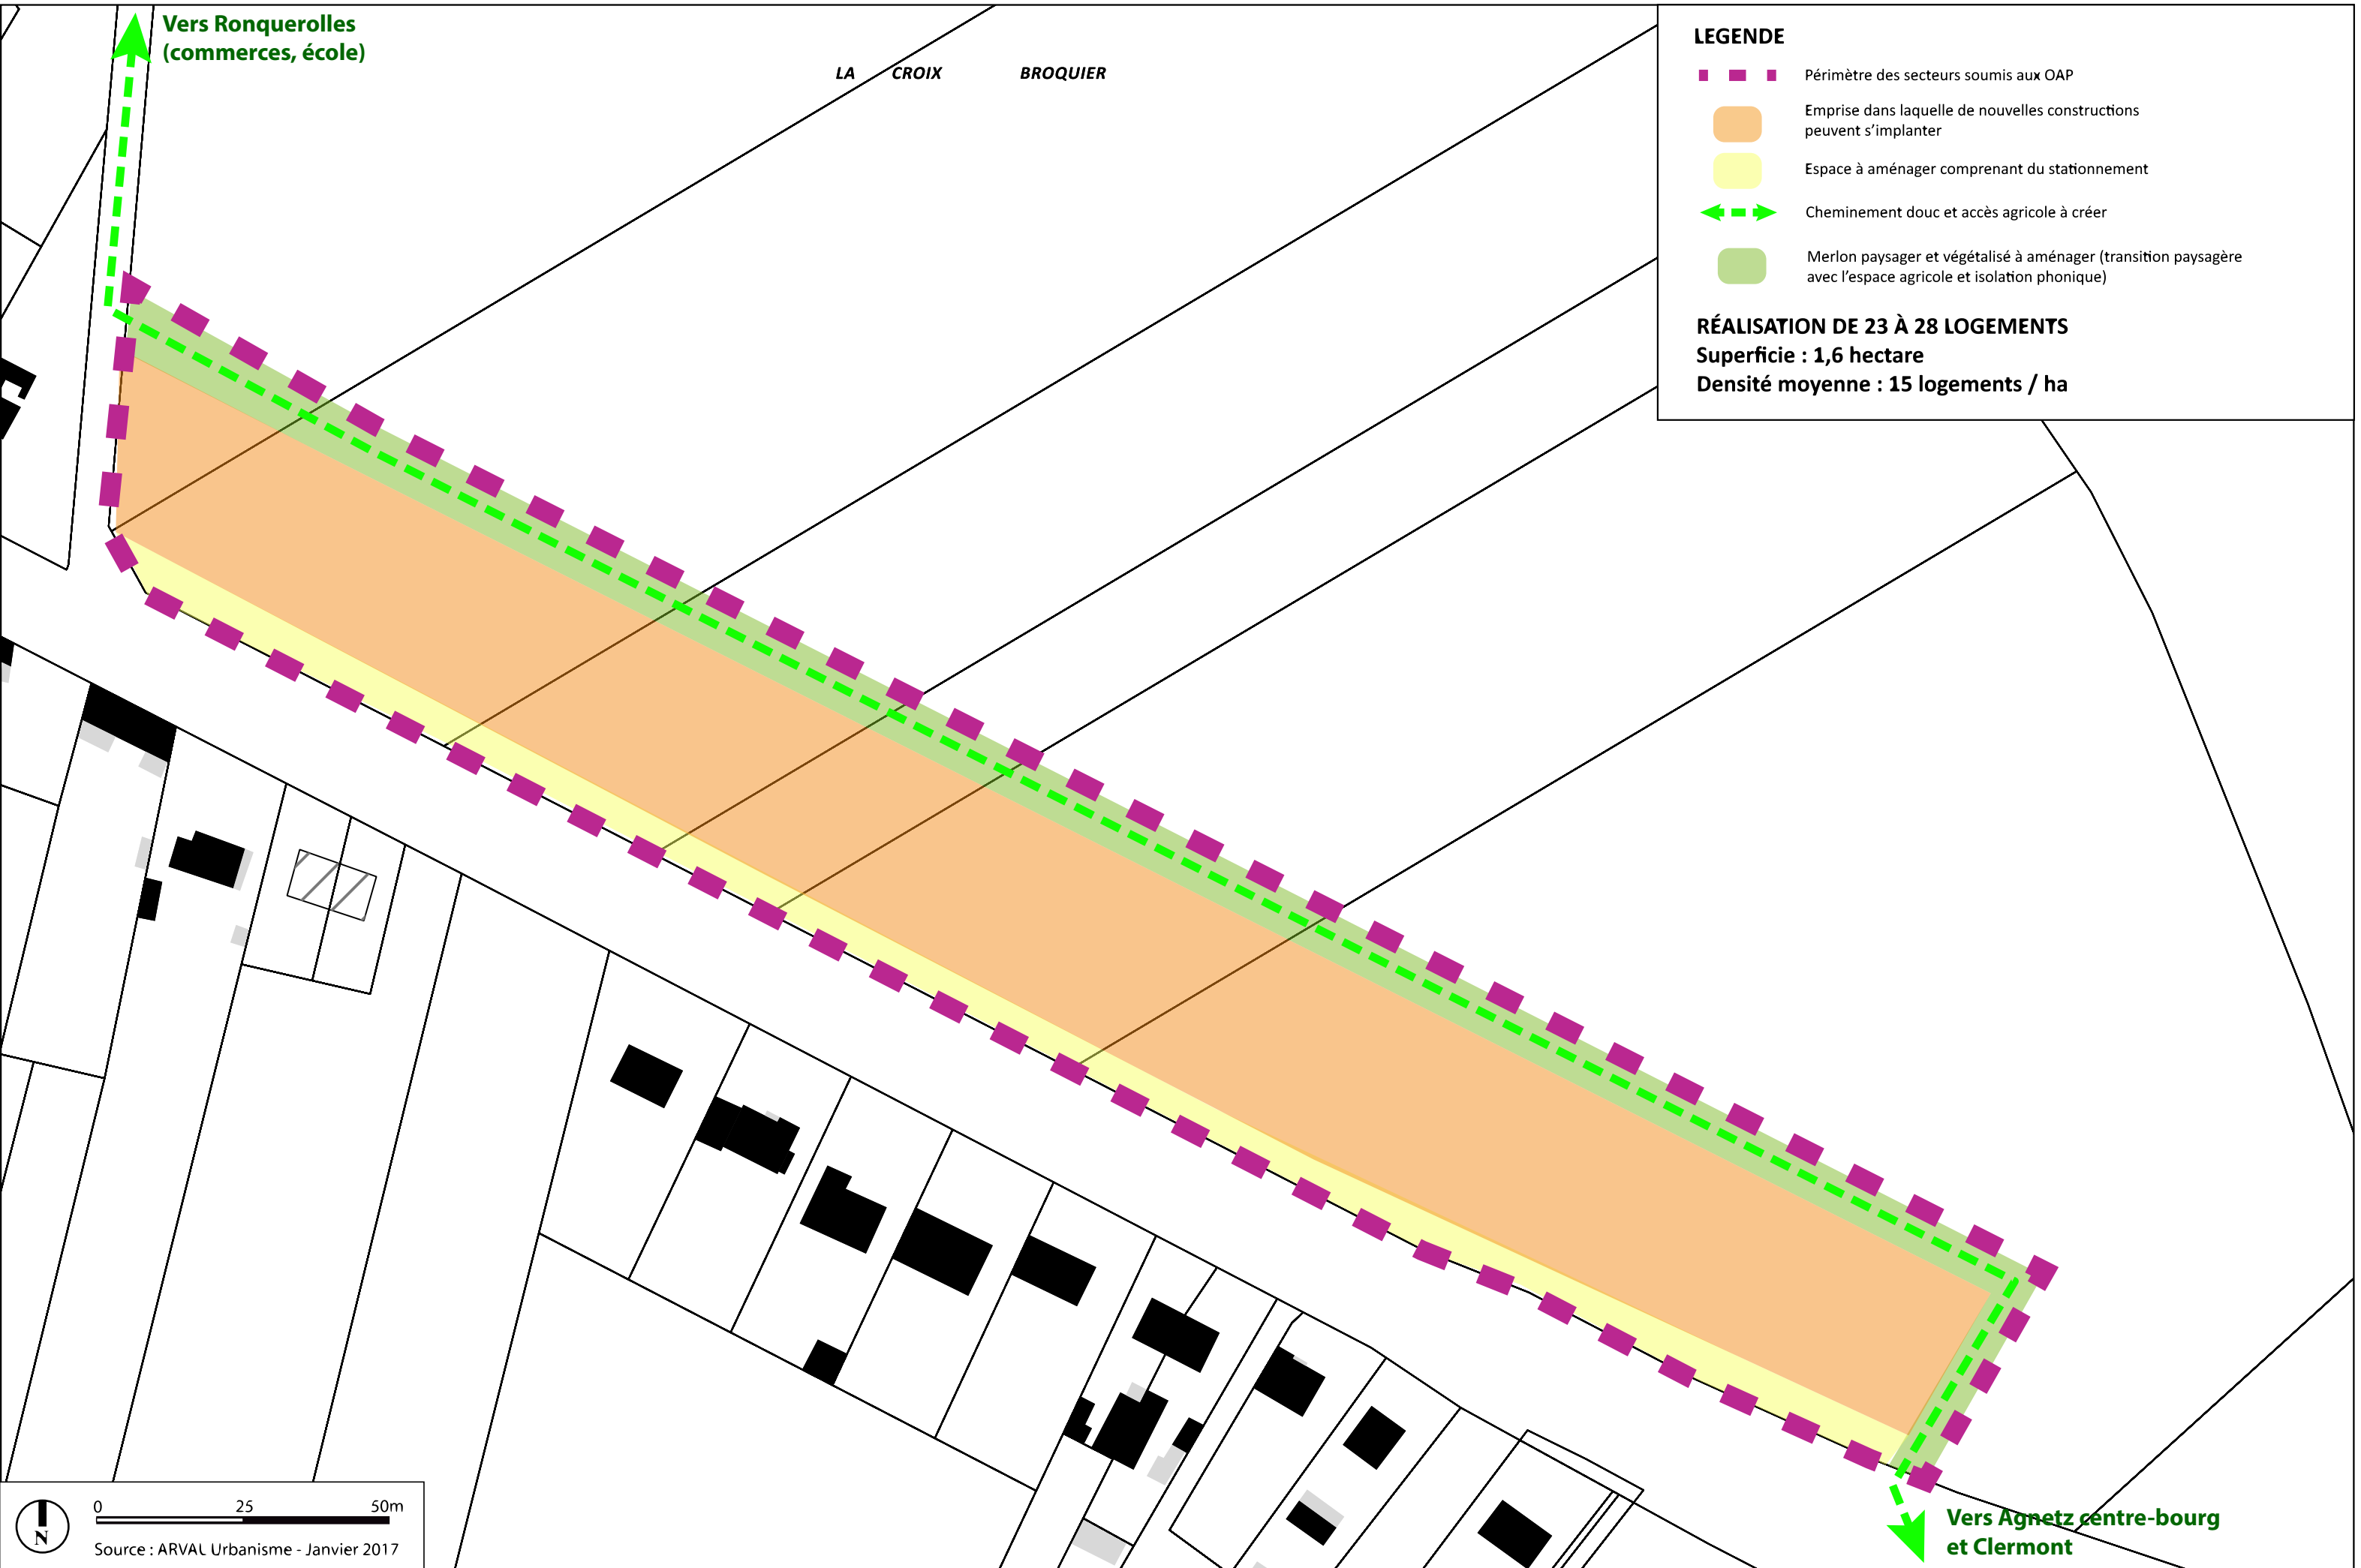 Vers Ronquerolles
(commerces, école)
LA CROIX BROQUIER
LEGENDE
Périmètre des secteurs soumis aux OAP
Emprise dans laquelle de nouvelles constructions
peuvent s'implanter
Espace à aménager comprenant du stationnement
Cheminement douc et accès agricole à créer
Merlon paysager et végétalisé à aménager (transition paysagère
avec l'espace agricole et isolation phonique)
RÉALISATION DE 23 À 28 LOGEMENTS
Superficie : 1,6 hectare
Densité moyenne : 15 logements / ha
N
0 25 50m
Source : ARVAL Urbanisme - Janvier 2017
Vers Agnetz centre-bourg
et Clermont